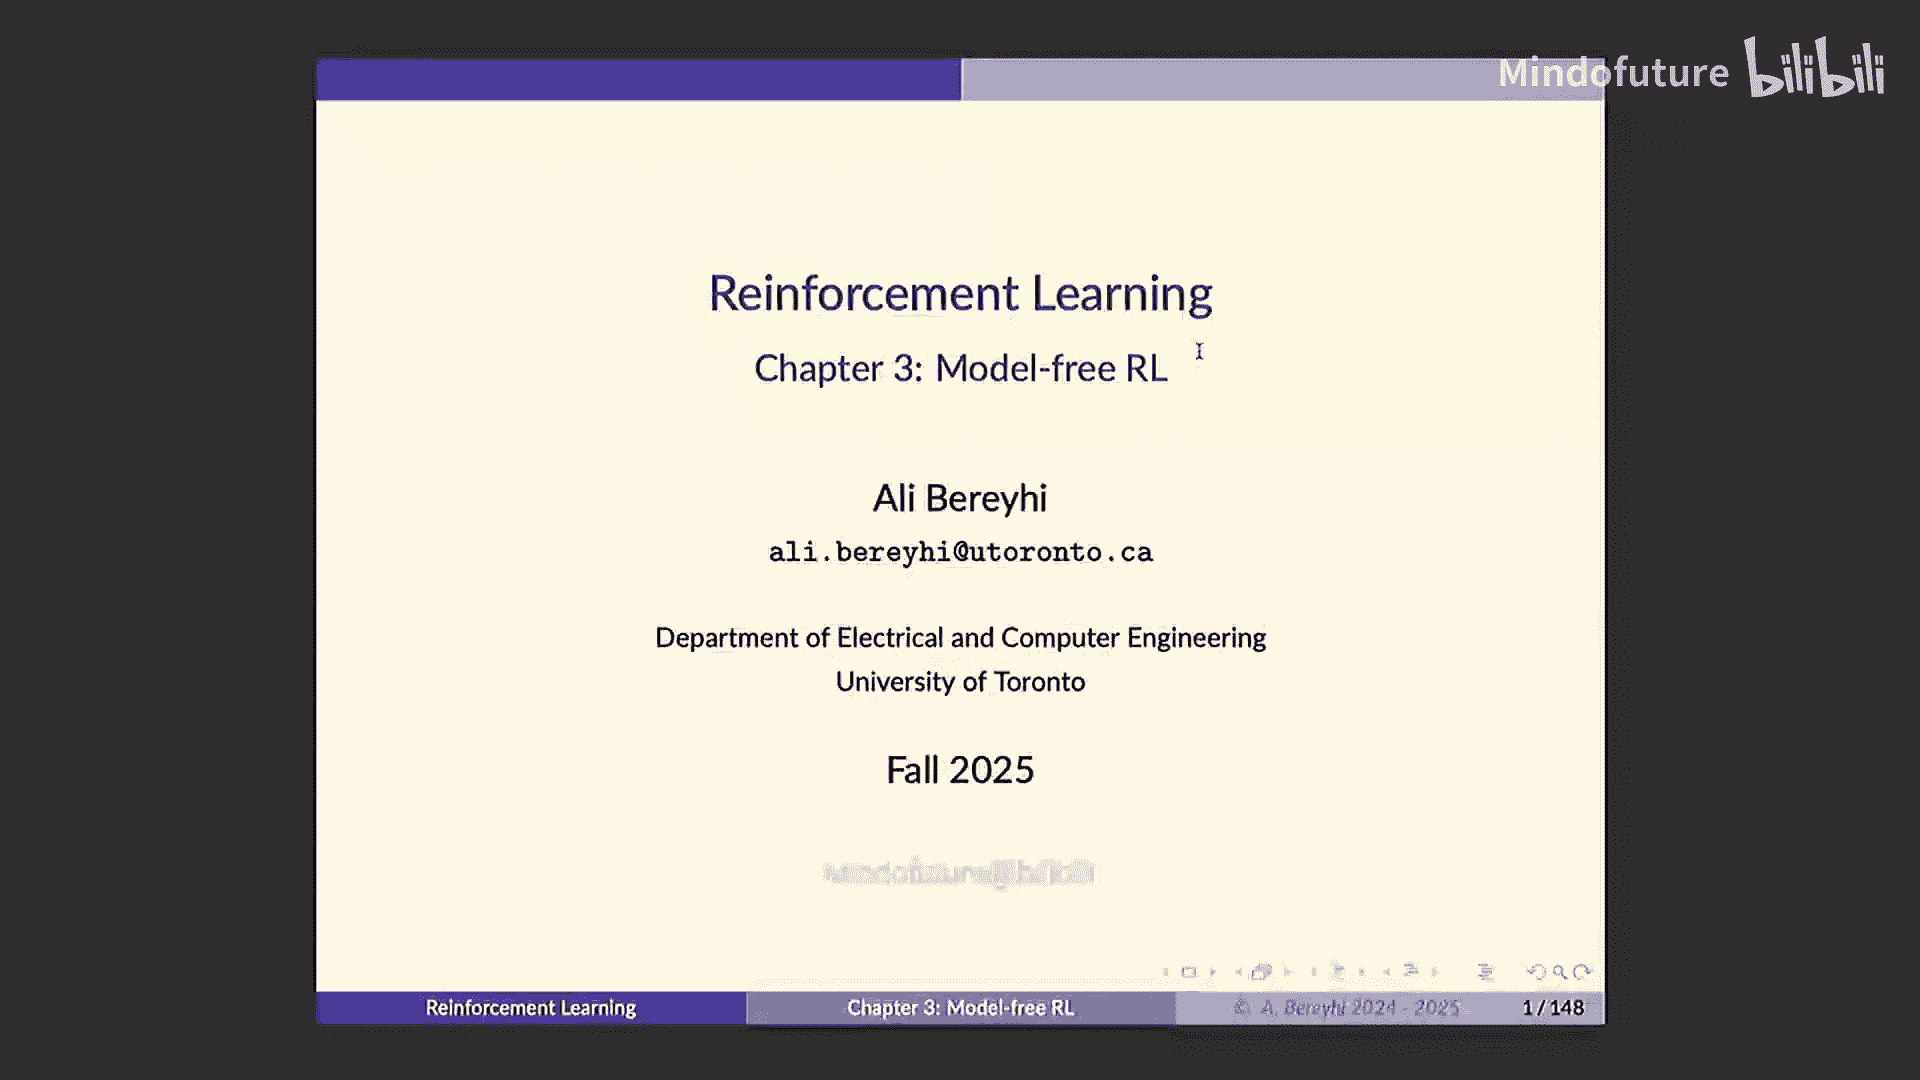 Mindofuture bilibili
Reinforcement Learning
Chapter 3: Model-free RL
Ali Bereyhi
ali.bereyhi@utoronto.ca
Department of Electrical and Computer Engineering
University of Toronto
Fall 2025
Reinforcement Learning
Chapter 3: Model-free RL
© A. Bereyhi 2024 - 2025
1 / 148